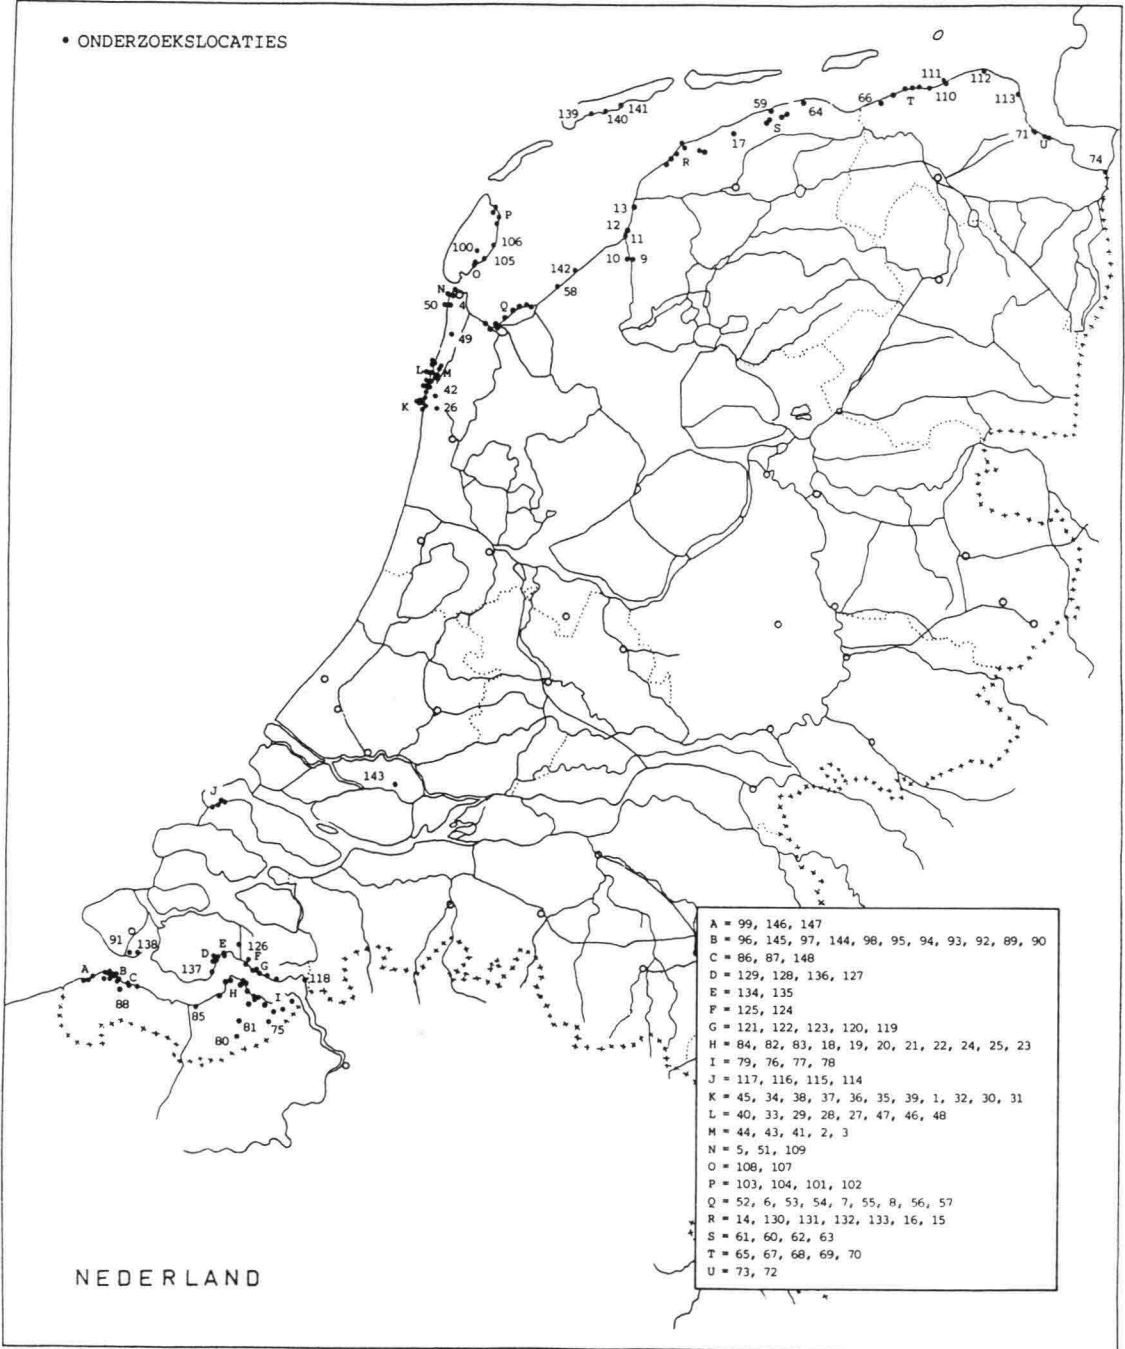 • ONDERZOEKSLOCATIES
111
112
139
141
140
59
64
66
T
110
113
S
17
R
71
U
74
13
P
12
11
100
106
105
10
9
O
142
N
58
50
4
Q
49
L
M
42
K
26
143
J
91
138
E
126
D
F
137
G
A
B
C
118
88
H
I
85
81
75
80
A = 99, 146, 147
B = 96, 145, 97, 144, 98, 95, 94, 93, 92, 89, 90
C = 86, 87, 148
D = 129, 128, 136, 127
E = 134, 135
F = 125, 124
G = 121, 122, 123, 120, 119
H = 84, 82, 83, 18, 19, 20, 21, 22, 24, 25, 23
I = 79, 76, 77, 78
J = 117, 116, 115, 114
K = 45, 34, 38, 37, 36, 35, 39, 1, 32, 30, 31
L = 40, 33, 29, 28, 27, 47, 46, 48
M = 44, 43, 41, 2, 3
N = 5, 51, 109
O = 108, 107
P = 103, 104, 101, 102
Q = 52, 6, 53, 54, 7, 55, 8, 56, 57
R = 14, 130, 131, 132, 133, 16, 15
S = 61, 60, 62, 63
T = 65, 67, 68, 69, 70
U = 73, 72
NEDERLAND